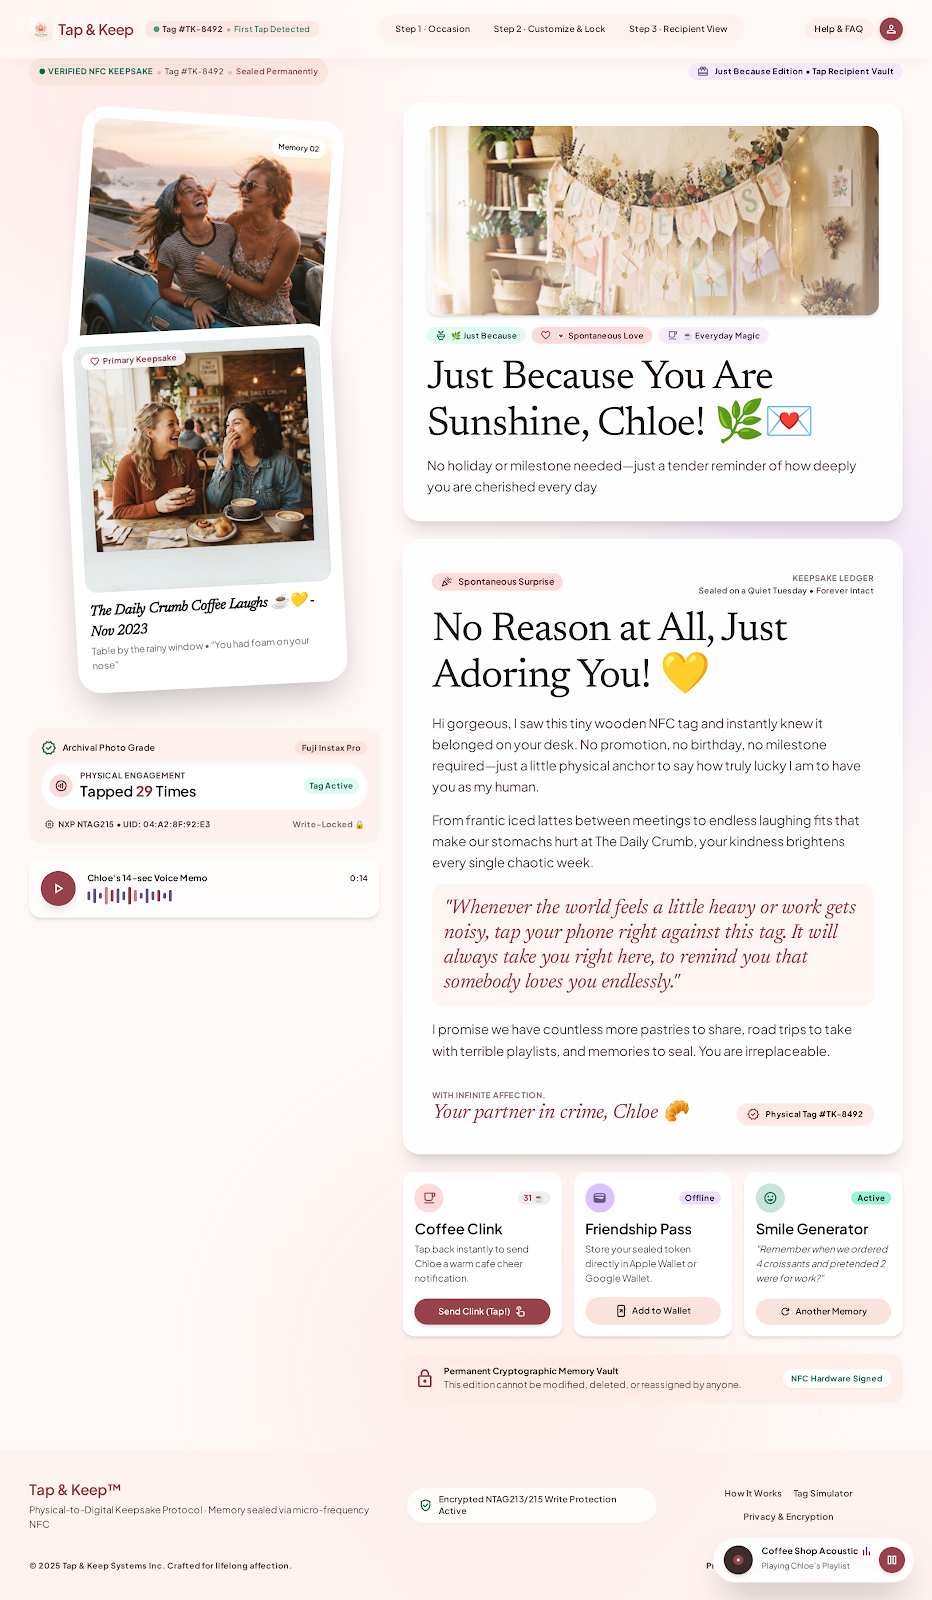 Tap & Keep
Tag #TK-8492 • First Tap Detected
Step 1 · Occasion
Step 2 · Customize & Lock
Step 3 · Recipient View
Help & FAQ
VERIFIED NFC KEEPSAKE • Tag #TK-8492 • Sealed Permanently
Just Because Edition • Tap Recipient Vault
Memory 02
Primary Keepsake
THE DAILY CRUMB
The Daily Crumb Coffee Laughs ☕💛 -
Nov 2023
Table by the rainy window • "You had foam on your
nose"
Archival Photo Grade
Fuji Instax Pro
PHYSICAL ENGAGEMENT
Tapped 29 Times
Tag Active
NXP NTAG215 • UID: 04:A2:8F:92:E3
Write-Locked 🔒
Chloe's 14-sec Voice Memo
0:14
JUST BECAUSE
🌿 Just Because
💌 Spontaneous Love
☕ Everyday Magic
Just Because You Are
Sunshine, Chloe! 🌿💌
No holiday or milestone needed—just a tender reminder of how deeply
you are cherished every day
Spontaneous Surprise
KEEPSAKE LEDGER
Sealed on a Quiet Tuesday • Forever Intact
No Reason at All, Just
Adoring You! 💛
Hi gorgeous, I saw this tiny wooden NFC tag and instantly knew it
belonged on your desk. No promotion, no birthday, no milestone
required—just a little physical anchor to say how truly lucky I am to have
you as my human.
From frantic iced lattes between meetings to endless laughing fits that
make our stomachs hurt at The Daily Crumb, your kindness brightens
every single chaotic week.
"Whenever the world feels a little heavy or work gets
noisy, tap your phone right against this tag. It will
always take you right here, to remind you that
somebody loves you endlessly."
I promise we have countless more pastries to share, road trips to take
with terrible playlists, and memories to seal. You are irreplaceable.
WITH INFINITE AFFECTION,
Your partner in crime, Chloe 🥐
Physical Tag #TK-8492
31 ☕
Coffee Clink
Tap back instantly to send
Chloe a warm cafe cheer
notification.
Send Clink (Tap!)
Offline
Friendship Pass
Store your sealed token
directly in Apple Wallet or
Google Wallet.
Add to Wallet
Active
Smile Generator
"Remember when we ordered
4 croissants and pretended 2
were for work?"
Another Memory
Permanent Cryptographic Memory Vault
This edition cannot be modified, deleted, or reassigned by anyone.
NFC Hardware Signed
Tap & Keep™
Physical-to-Digital Keepsake Protocol · Memory sealed via micro-frequency
NFC
Encrypted NTAG213/215 Write Protection
Active
How It Works
Tag Simulator
Privacy & Encryption
© 2025 Tap & Keep Systems Inc. Crafted for lifelong affection.
Coffee Shop Acoustic
Playing Chloe's Playlist